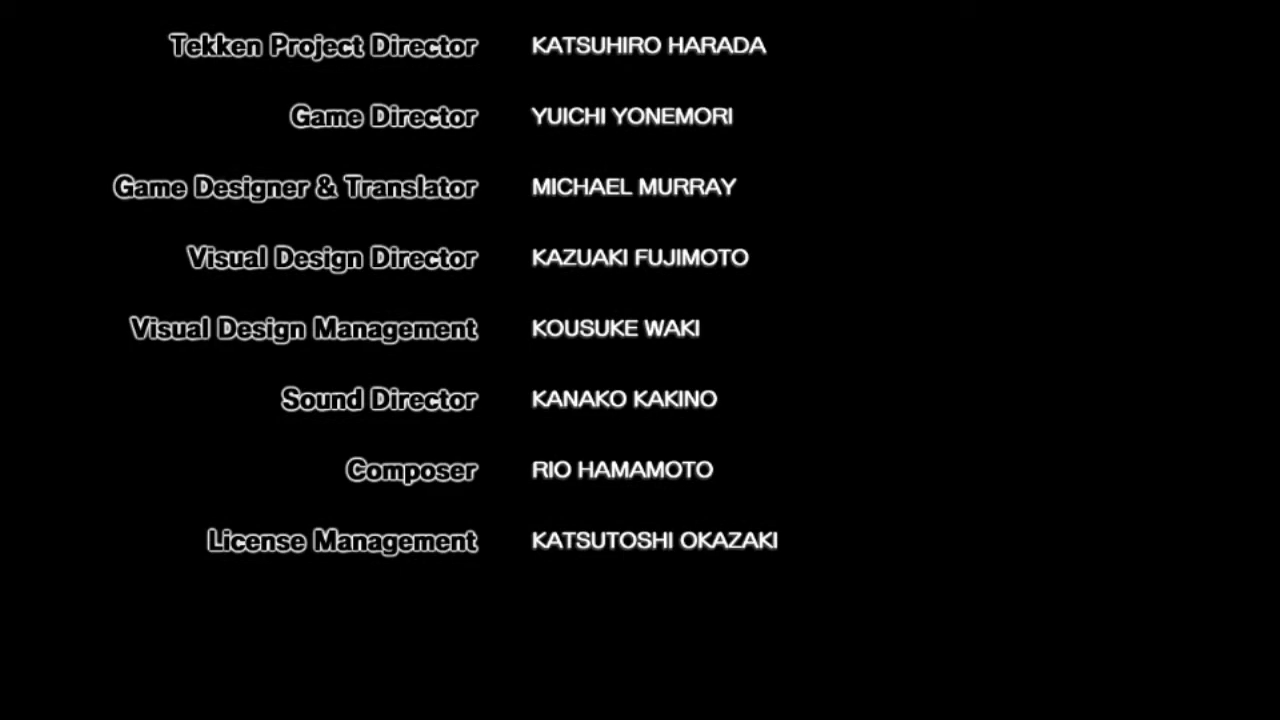 Tekken Project Director KATSUHIRO HARADA
Game Director YUICHI YONEMORI
Game Designer & Translator MICHAEL MURRAY
Visual Design Director KAZUAKI FUJIMOTO
Visual Design Management KOUSUKE WAKI
Sound Director KANAKO KAKINO
Composer RIO HAMAMOTO
License Management KATSUTOSHI OKAZAKI